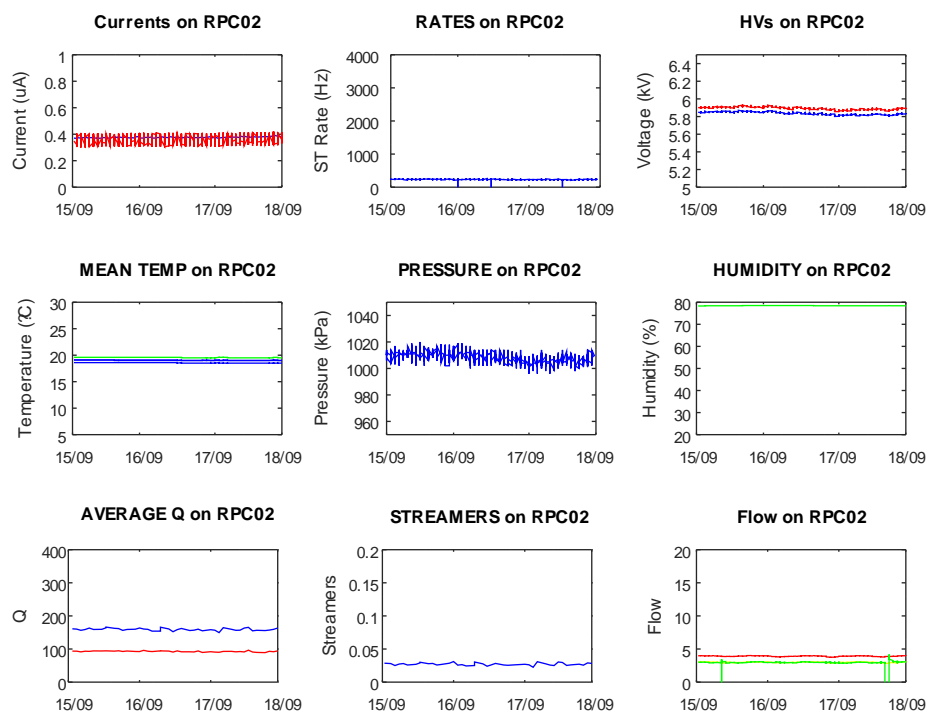 Currents on RPC02
RATES on RPC02
HVs on RPC02
Current (uA)
1
0.8
0.6
0.4
0.2
0
15/09 16/09 17/09 18/09
ST Rate (Hz)
4000
3000
2000
1000
0
15/09 16/09 17/09 18/09
Voltage (kV)
6.4
6.2
6
5.8
5.6
5.4
5.2
5
15/09 16/09 17/09 18/09
MEAN TEMP on RPC02
PRESSURE on RPC02
HUMIDITY on RPC02
Temperature (?C)
30
25
20
15
10
5
15/09 16/09 17/09 18/09
Pressure (kPa)
1040
1020
1000
980
960
15/09 16/09 17/09 18/09
Humidity (%)
80
70
60
50
40
30
20
15/09 16/09 17/09 18/09
AVERAGE Q on RPC02
STREAMERS on RPC02
Flow on RPC02
Q
400
300
200
100
0
15/09 16/09 17/09 18/09
Streamers
0.2
0.15
0.1
0.05
0
15/09 16/09 17/09 18/09
Flow
20
15
10
5
0
15/09 16/09 17/09 18/09